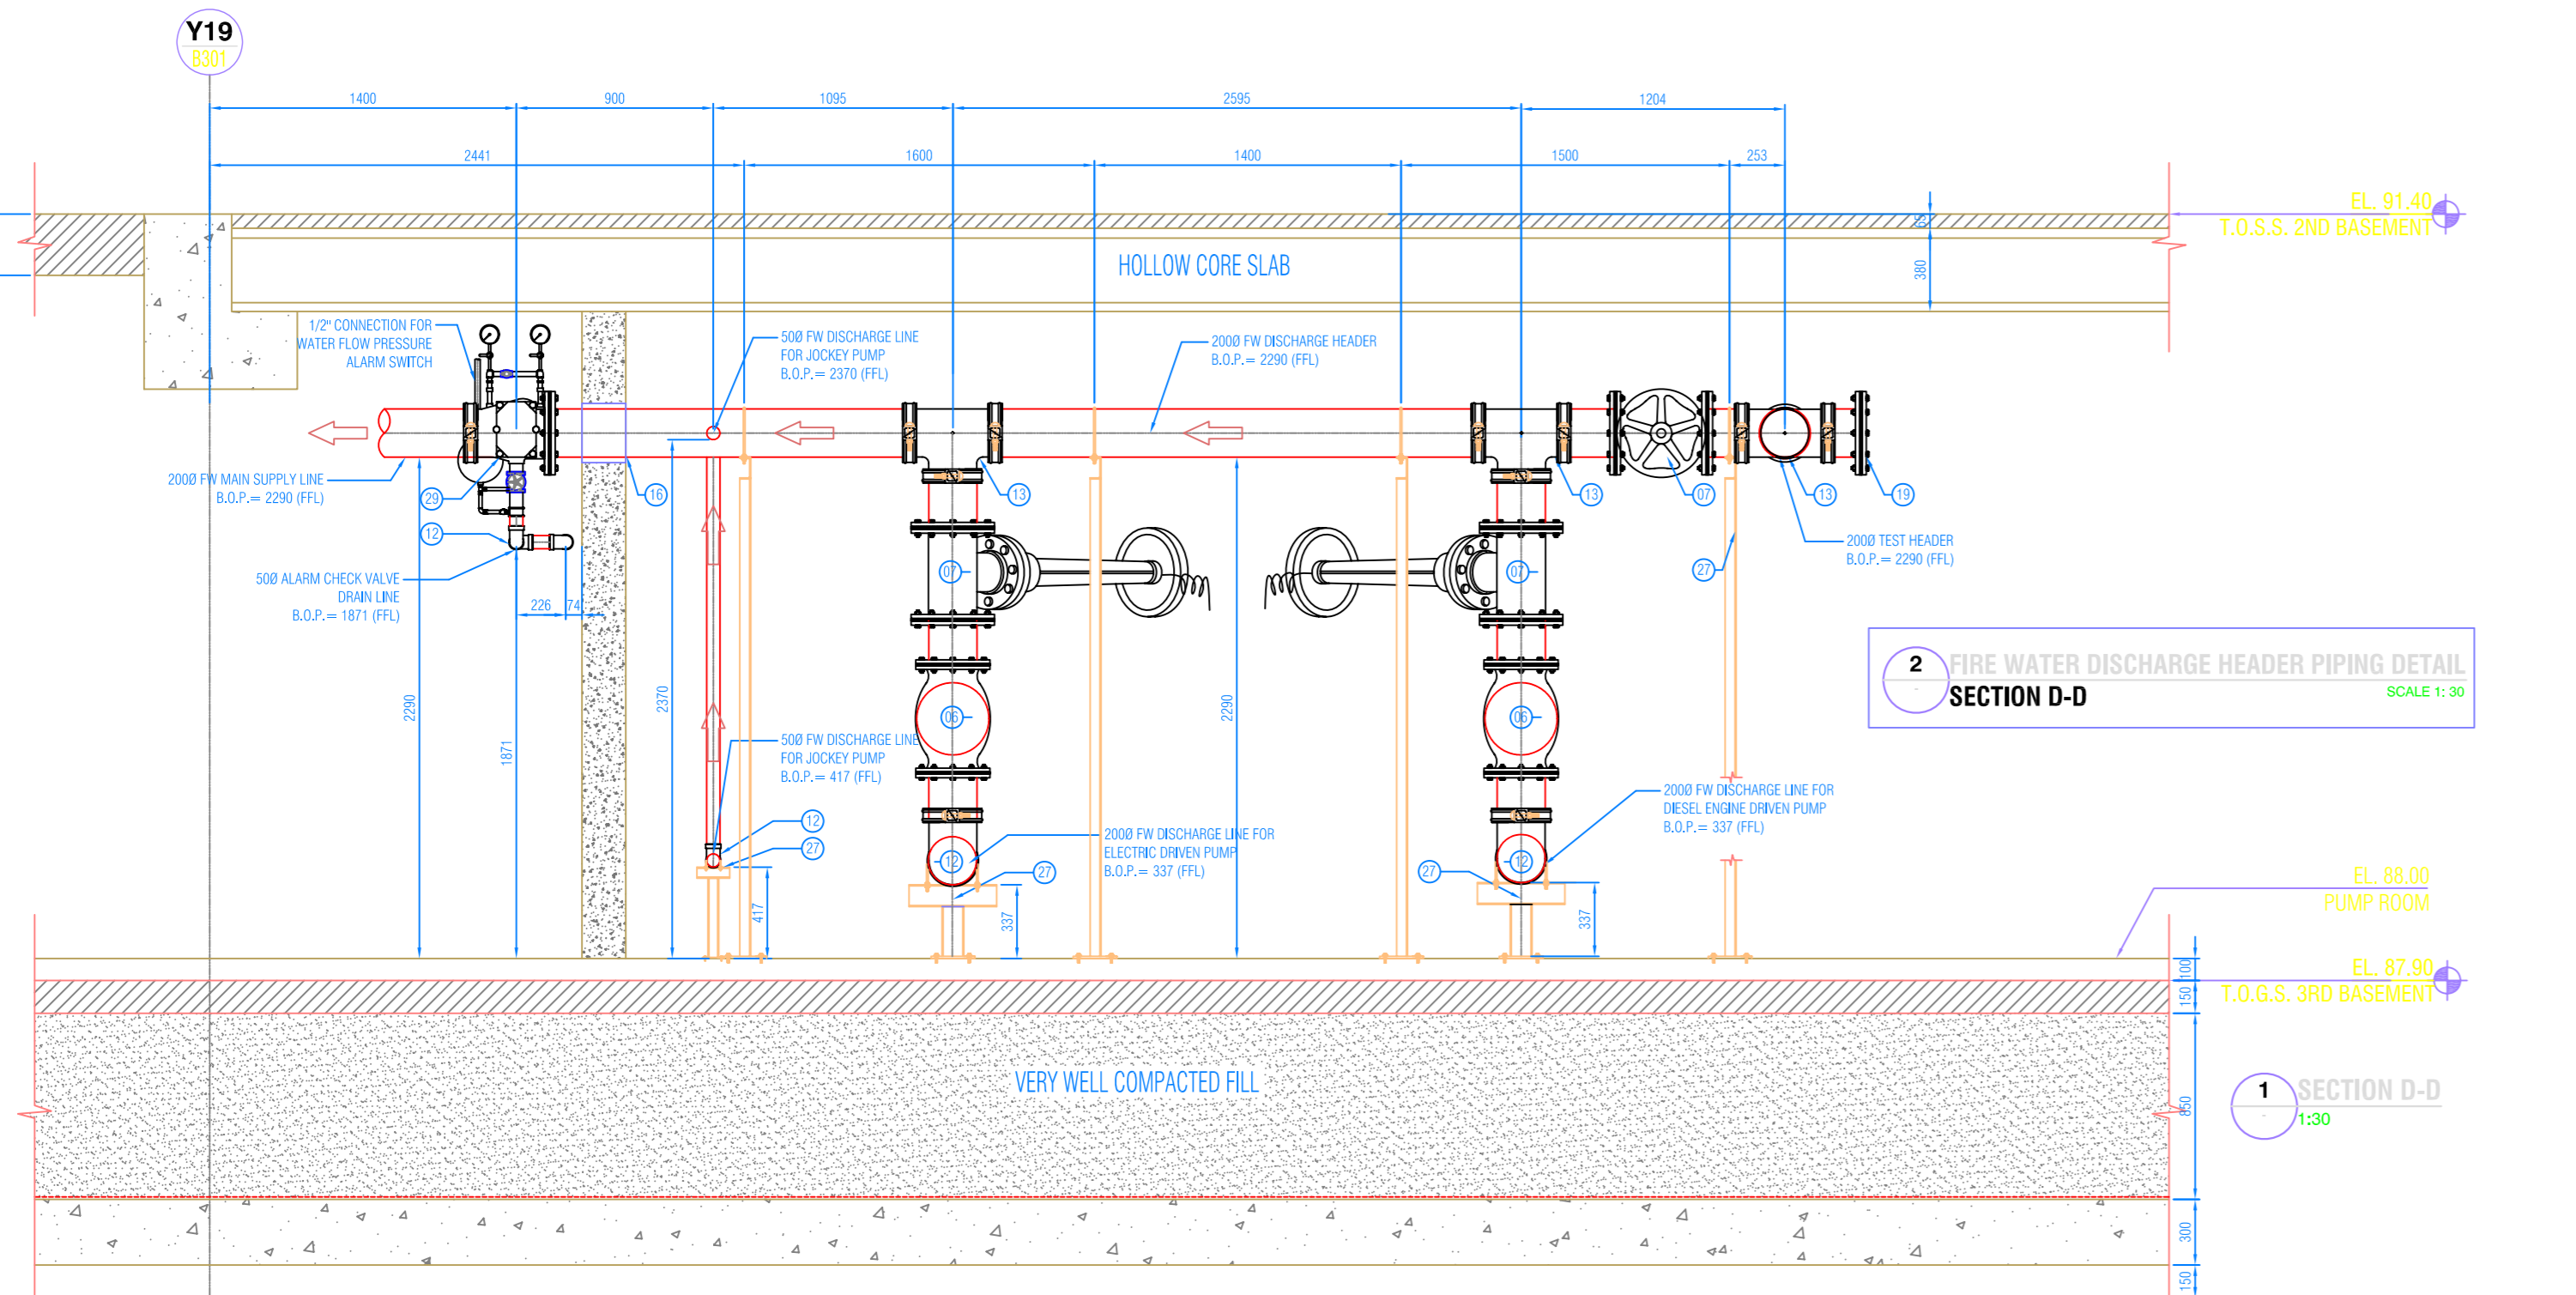 Y19
B301
1400
900
1095
2595
1204
2441
1600
1400
1500
253
EL. 91.40
T.O.S.S. 2ND BASEMENT
65
380
HOLLOW CORE SLAB
1/2" CONNECTION FOR
WATER FLOW PRESSURE
ALARM SWITCH
50Ø FW DISCHARGE LINE
FOR JOCKEY PUMP
B.O.P.= 2370 (FFL)
200Ø FW DISCHARGE HEADER
B.O.P.= 2290 (FFL)
200Ø FW MAIN SUPPLY LINE
B.O.P.= 2290 (FFL)
29
16
13
13
07
13
19
12
200Ø TEST HEADER
B.O.P.= 2290 (FFL)
50Ø ALARM CHECK VALVE
DRAIN LINE
B.O.P.= 1871 (FFL)
07
07
27
226
74
2
FIRE WATER DISCHARGE HEADER PIPING DETAIL
SECTION D-D
SCALE 1: 30
2290
1871
2370
2290
06
06
50Ø FW DISCHARGE LINE
FOR JOCKEY PUMP
B.O.P.= 417 (FFL)
200Ø FW DISCHARGE LINE FOR
DIESEL ENGINE DRIVEN PUMP
B.O.P.= 337 (FFL)
12
27
200Ø FW DISCHARGE LINE FOR
ELECTRIC DRIVEN PUMP
B.O.P.= 337 (FFL)
12
12
27
27
417
337
337
EL. 88.00
PUMP ROOM
100
EL. 87.90
T.O.G.S. 3RD BASEMENT
150
VERY WELL COMPACTED FILL
850
1
SECTION D-D
1:30
300
150